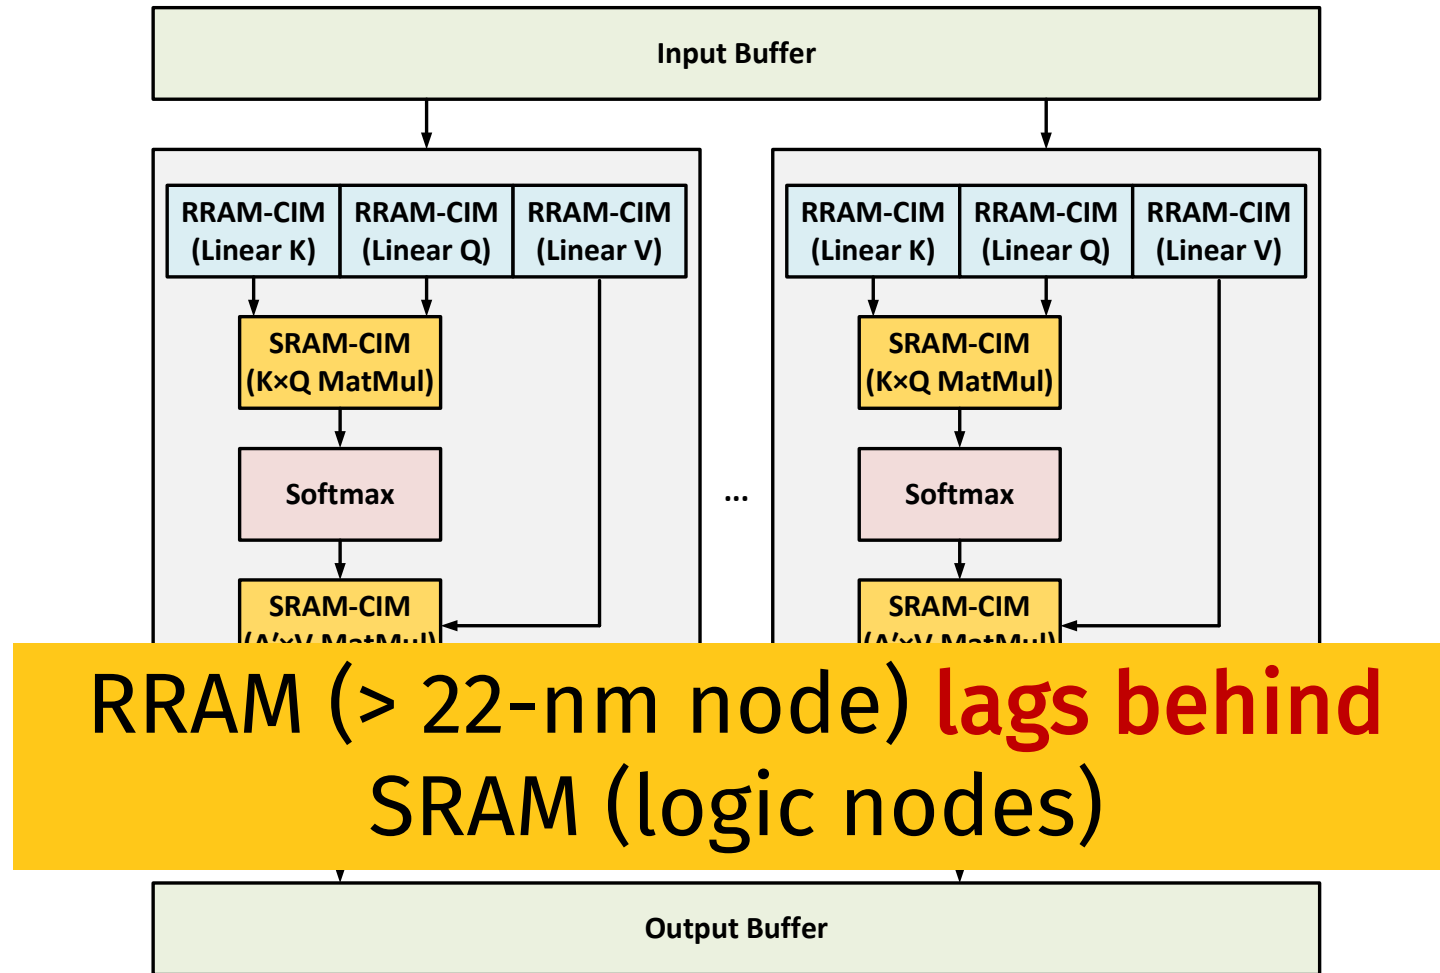 Input Buffer
RRAM-CIM
(Linear K)
RRAM-CIM
(Linear Q)
RRAM-CIM
(Linear V)
SRAM-CIM
(K×Q MatMul)
Softmax
SRAM-CIM
(A'×V MatMul)
...
RRAM-CIM
(Linear K)
RRAM-CIM
(Linear Q)
RRAM-CIM
(Linear V)
SRAM-CIM
(K×Q MatMul)
Softmax
SRAM-CIM
(A'×V MatMul)
RRAM (> 22-nm node) lags behind
SRAM (logic nodes)
Output Buffer